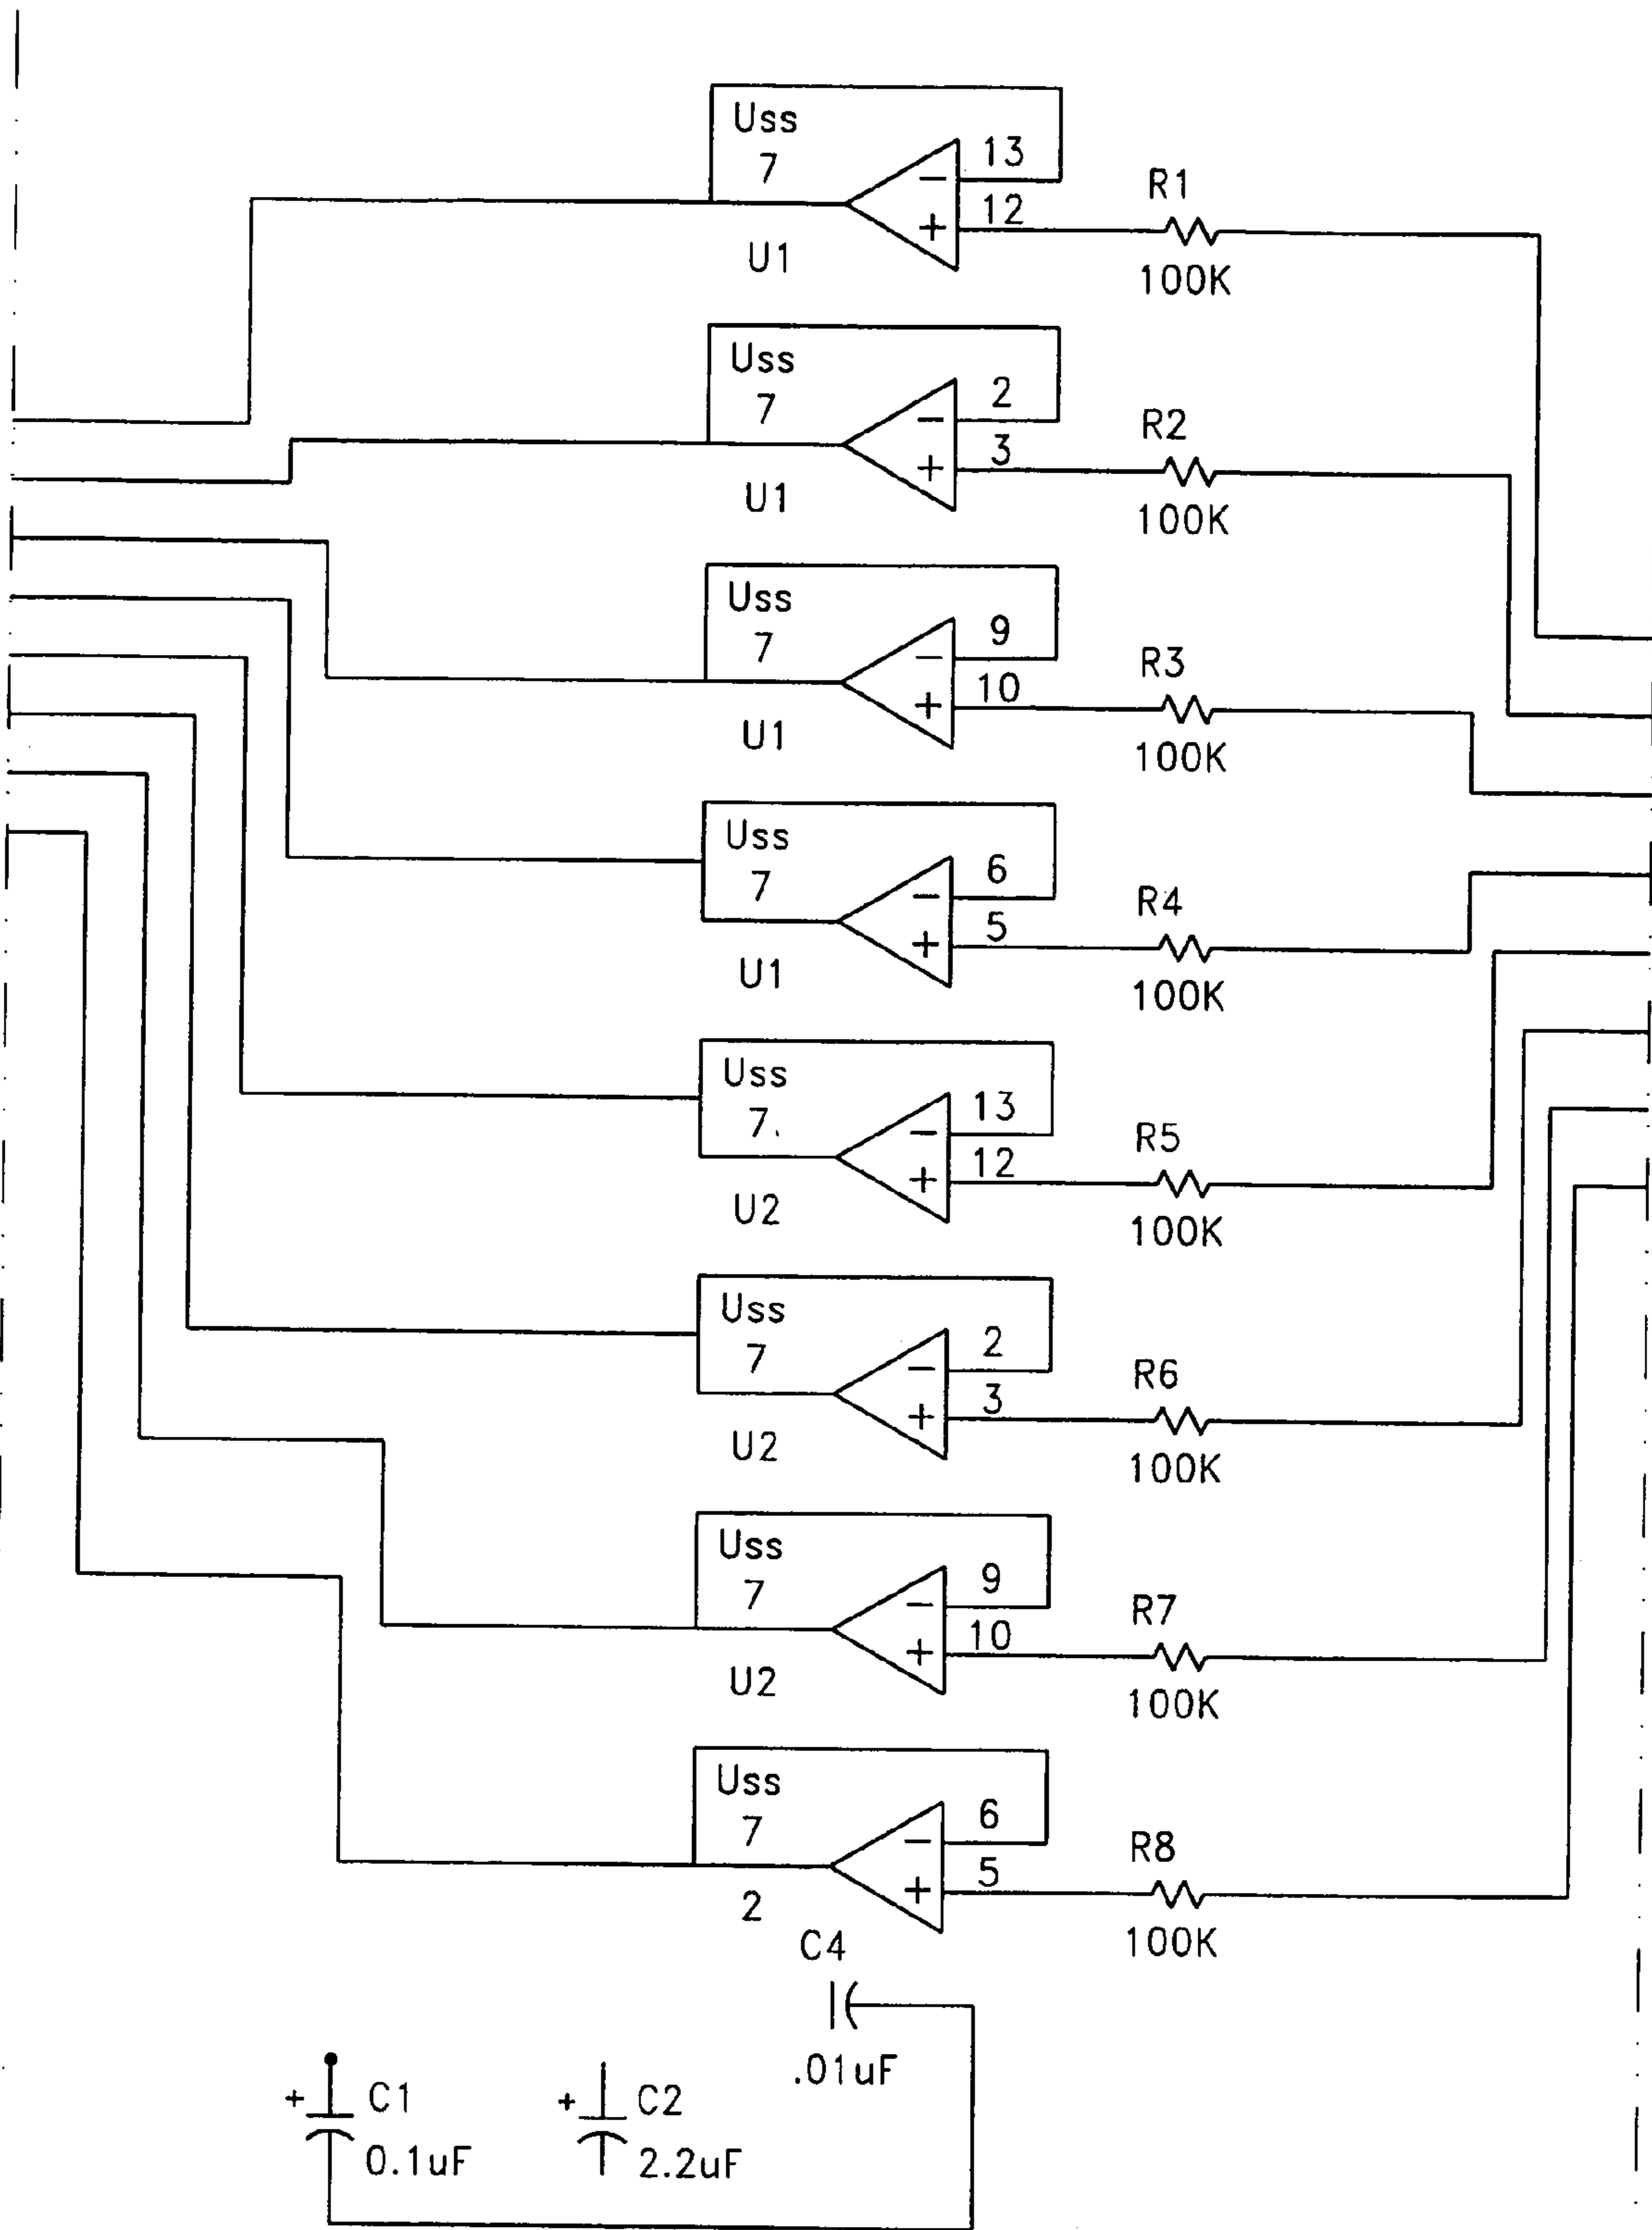 Uss
7
- 13
+ 12
U1
R1
100K
Uss
7
- 2
+ 3
U1
R2
100K
Uss
7
- 9
+ 10
U1
R3
100K
Uss
7
- 6
+ 5
U1
R4
100K
Uss
7
- 13
+ 12
U2
R5
100K
Uss
7
- 2
+ 3
U2
R6
100K
Uss
7
- 9
+ 10
U2
R7
100K
Uss
7
- 6
+ 5
2
R8
100K
C4
.01uF
+ C1
0.1uF
+ C2
2.2uF